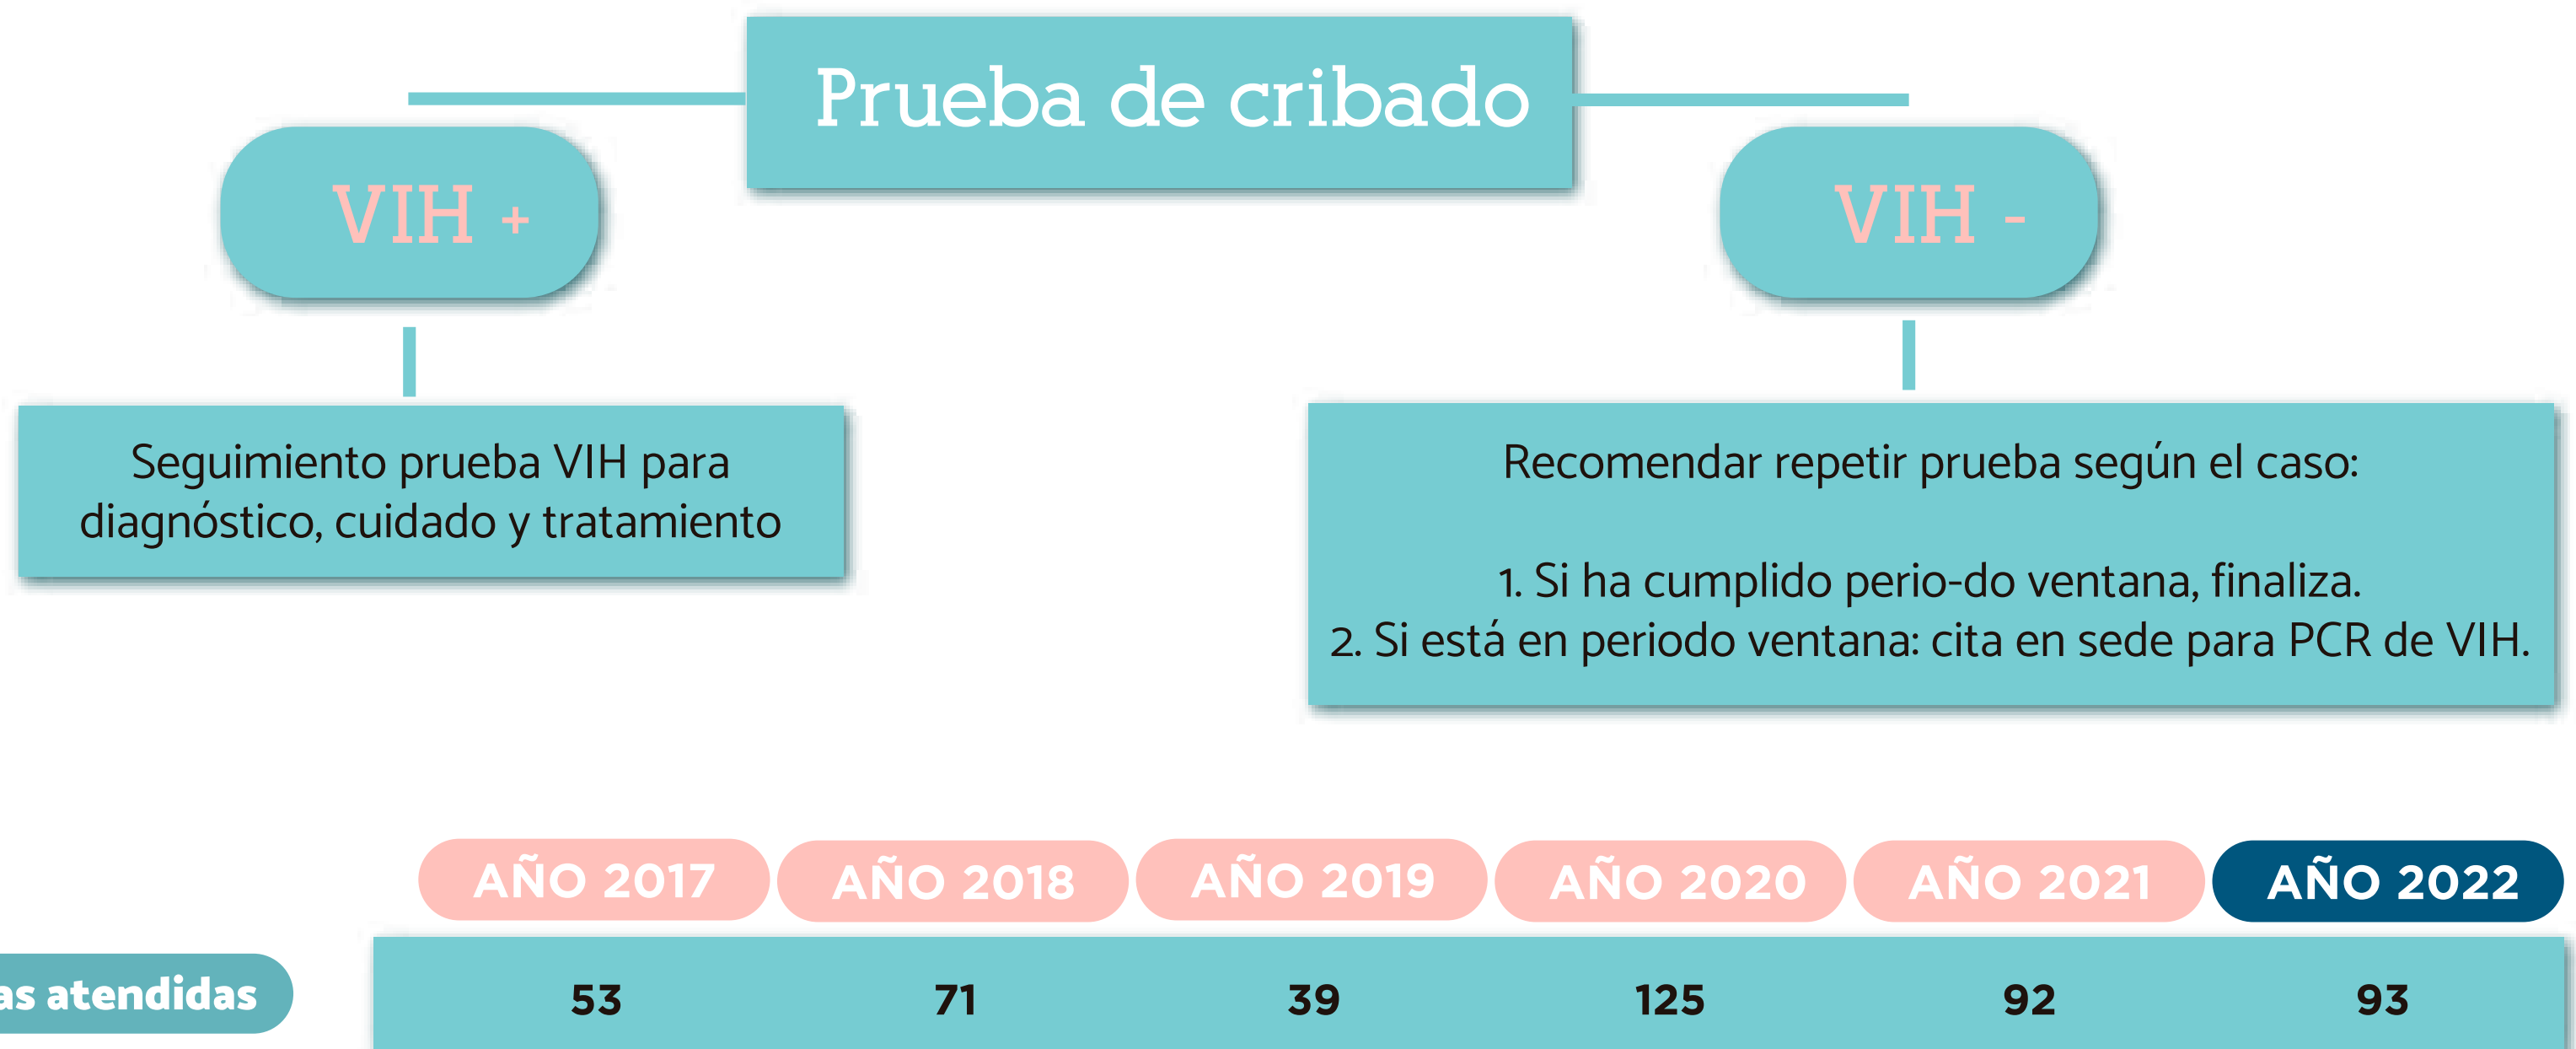 Prueba de cribado
VIH +
VIH -
Seguimiento prueba VIH para
diagnóstico, cuidado y tratamiento
Recomendar repetir prueba según el caso:
1. Si ha cumplido perio-do ventana, finaliza.
2. Si está en periodo ventana: cita en sede para PCR de VIH.
AÑO 2017 AÑO 2018 AÑO 2019 AÑO 2020 AÑO 2021 AÑO 2022
atendidas 53 71 39 125 92 93